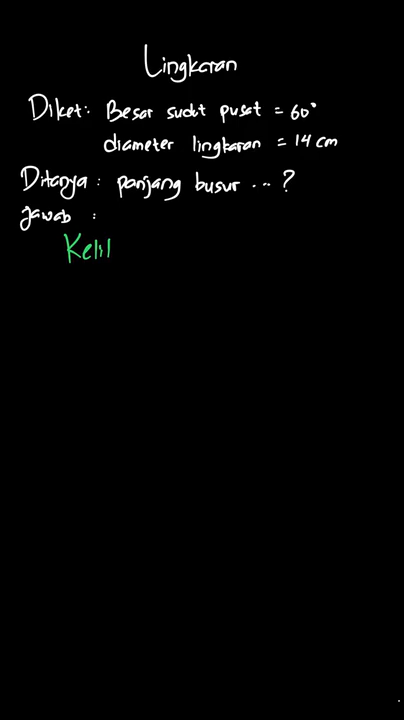 Lingkaran
Diket: Besar sudut pusat = 60°
diameter lingkaran = 14 cm
Ditanya : panjang busur ... ?
Jawab :
Kelil